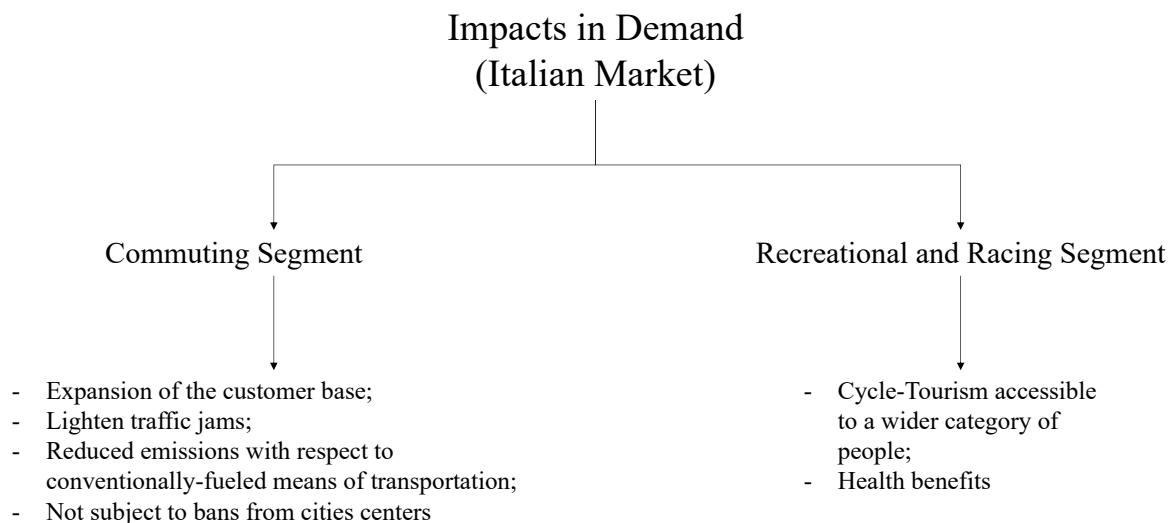 Impacts in Demand
(Italian Market)
Commuting Segment
Recreational and Racing Segment
- Expansion of the customer base;
- Lighten traffic jams;
- Reduced emissions with respect to
conventionally-fueled means of transportation;
- Not subject to bans from cities centers
- Cycle-Tourism accessible
to a wider category of
people;
- Health benefits